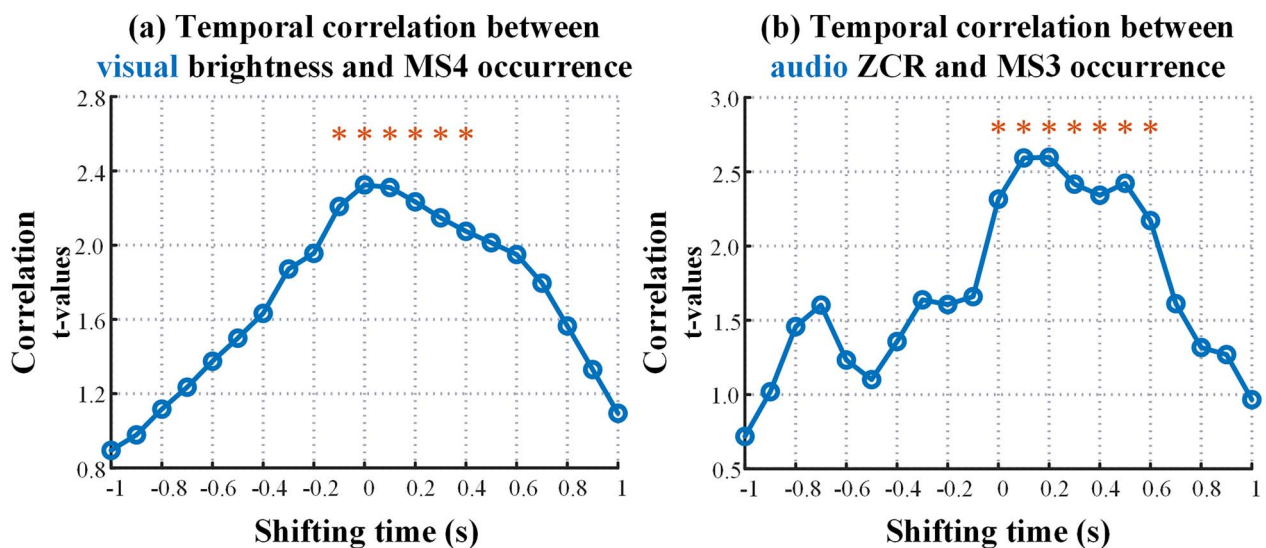 (a) Temporal correlation between
visual brightness and MS4 occurrence
2.8
2.4
2.0
1.6
1.2
0.8
Correlation
t-values
* * * * * *
-1 -0.8 -0.6 -0.4 -0.2 0 0.2 0.4 0.6 0.8 1
Shifting time (s)
(b) Temporal correlation between
audio ZCR and MS3 occurrence
3.0
2.5
2.0
1.5
1.0
0.5
Correlation
t-values
* * * * * * *
-1 -0.8 -0.6 -0.4 -0.2 0 0.2 0.4 0.6 0.8 1
Shifting time (s)